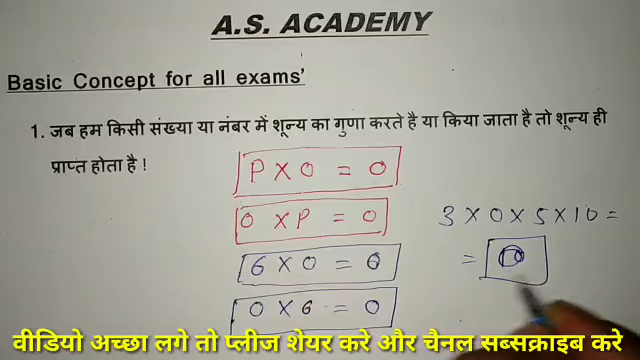 A.S. ACADEMY
Basic Concept for all exams'
1. जब हम किसी संख्या या नंबर में शून्य का गुणा करते है या किया जाता है तो शून्य ही
प्राप्त होता है !
P X 0 = 0
0 X P = 0
6 X 0 = 0
0 X 6 = 0
3 X 0 X 5 X 10 =
= 0
वीडियो अच्छा लगे तो प्लीज शेयर करे और चैनल सब्सक्राइब करे